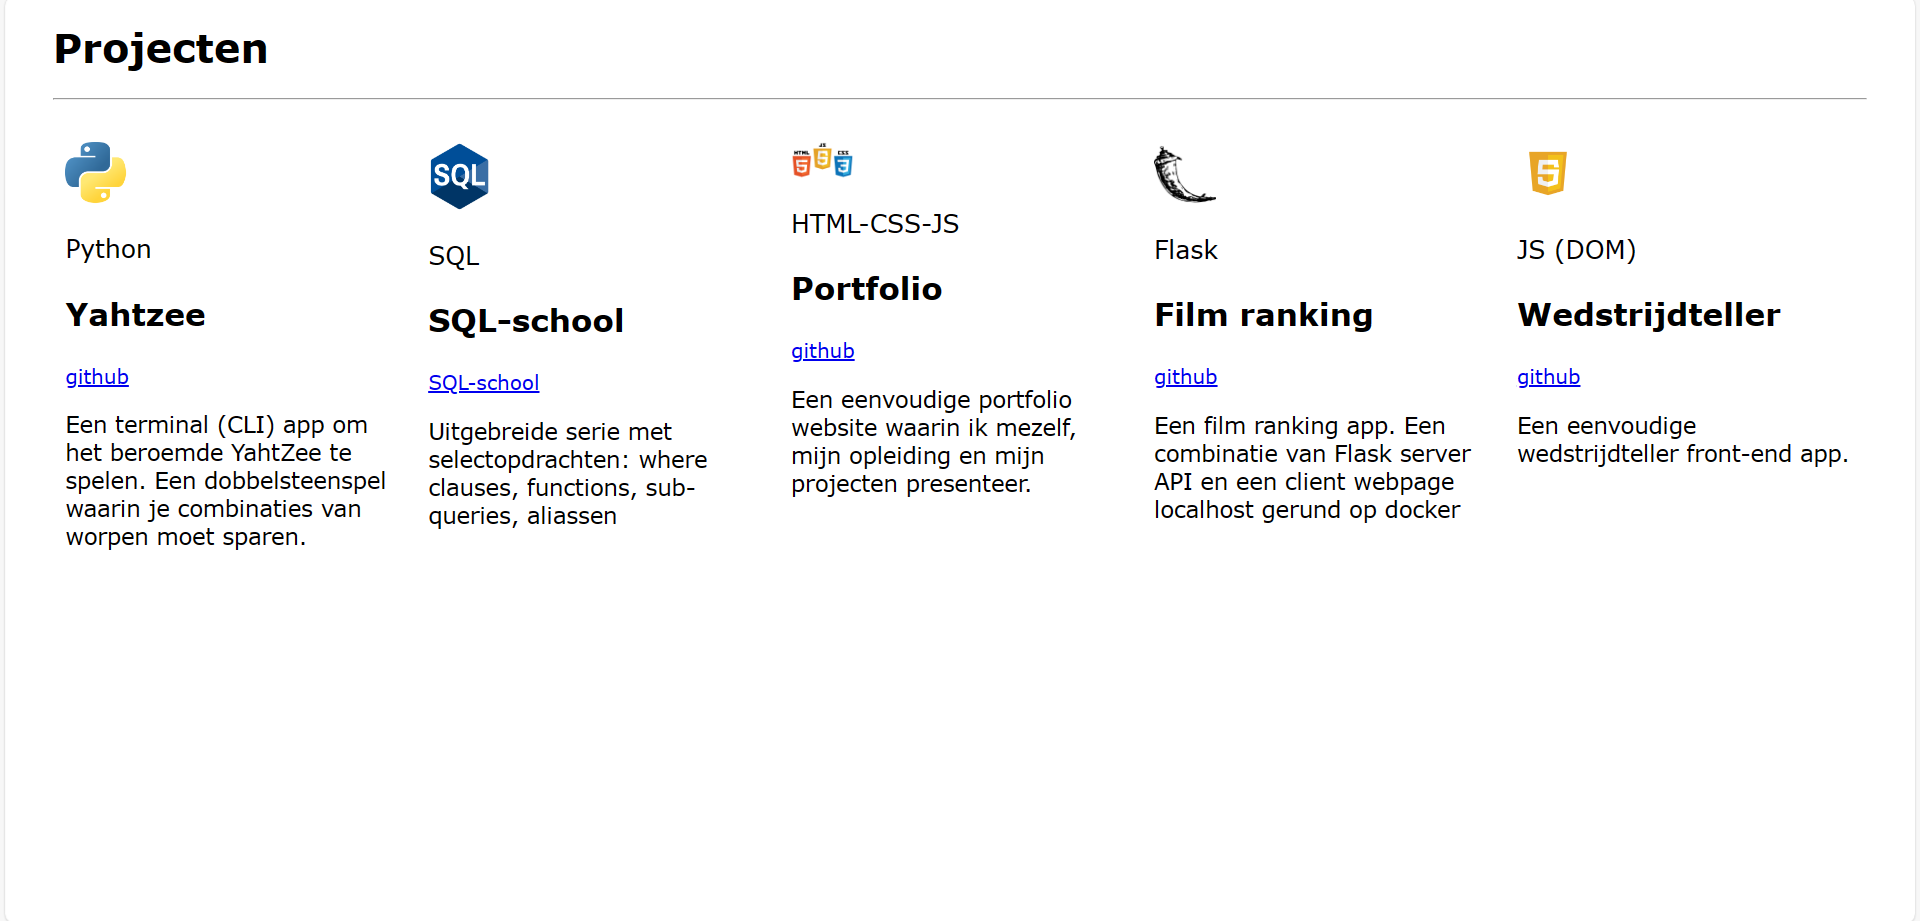 Projecten
Python
Yahtzee
github
Een terminal (CLI) app om
het beroemde YahtZee te
spelen. Een dobbelsteenspel
waarin je combinaties van
worpen moet sparen.
SQL
SQL
SQL-school
SQL-school
Uitgebreide serie met
selectopdrachten: where
clauses, functions, sub-
queries, aliassen
HTML JS CSS
5 5 3
HTML-CSS-JS
Portfolio
github
Een eenvoudige portfolio
website waarin ik mezelf,
mijn opleiding en mijn
projecten presenteer.
Flask
Film ranking
github
Een film ranking app. Een
combinatie van Flask server
API en een client webpage
localhost gerund op docker
5
JS (DOM)
Wedstrijdteller
github
Een eenvoudige
wedstrijdteller front-end app.